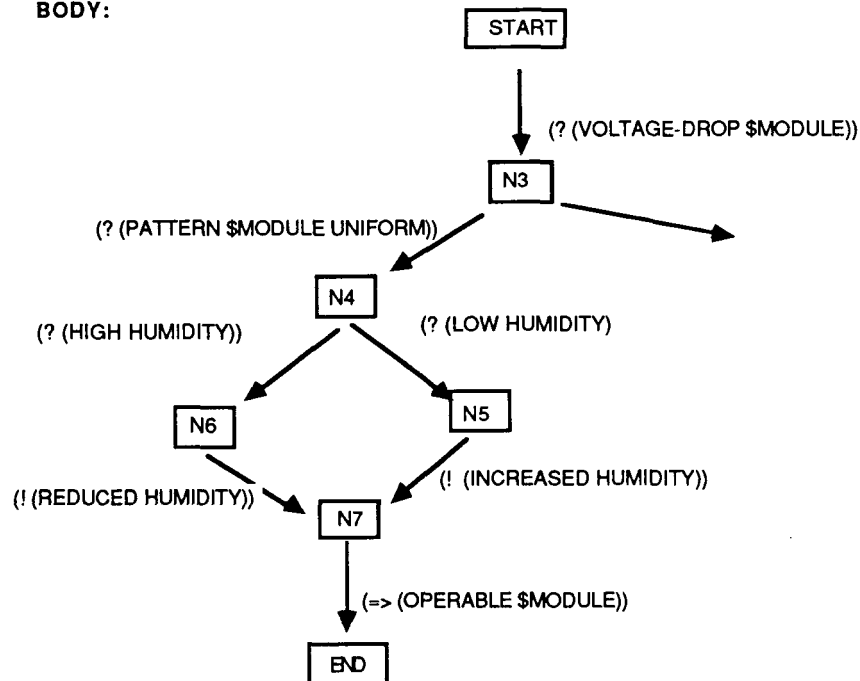 BODY:
START
(? (VOLTAGE-DROP $MODULE))
N3
(? (PATTERN $MODULE UNIFORM))
N4
(? (HIGH HUMIDITY))
(? (LOW HUMIDITY)
N6
N5
(! (REDUCED HUMIDITY))
(! (INCREASED HUMIDITY))
N7
(=> (OPERABLE $MODULE))
END